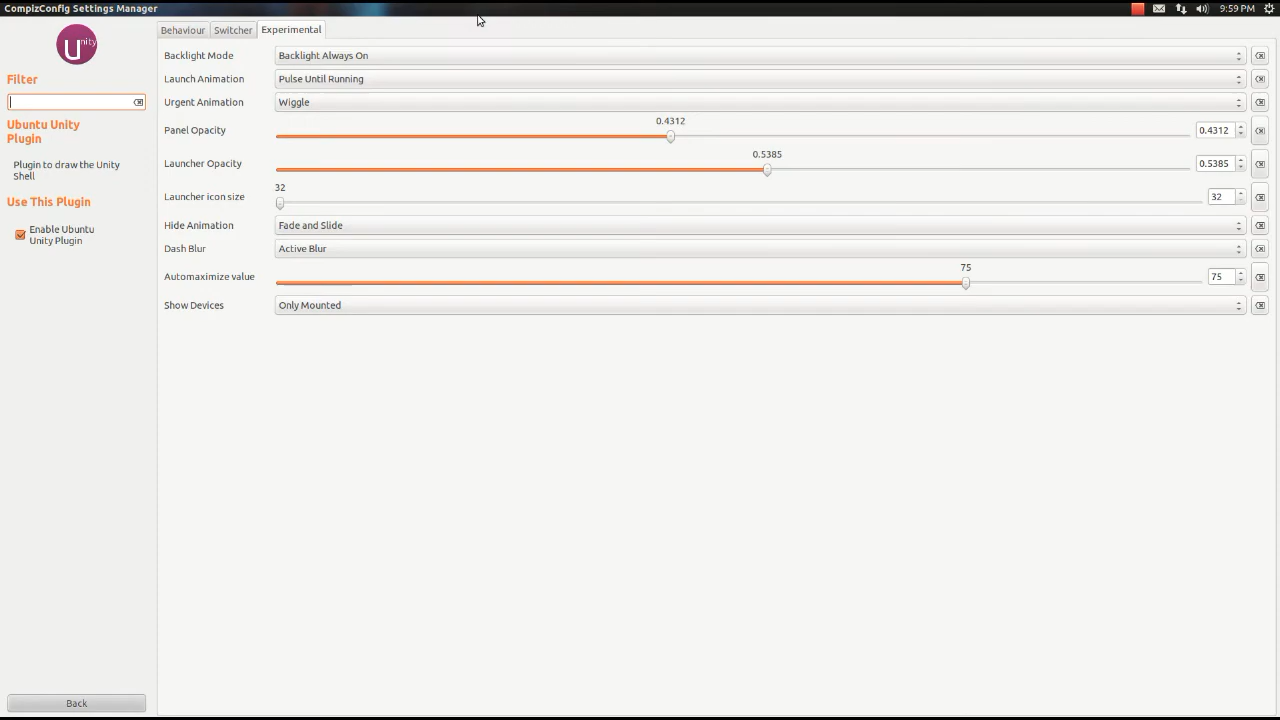 CompizConfig Settings Manager
9:59 PM
Unity
Filter
Ubuntu Unity
Plugin
Plugin to draw the Unity
Shell
Use This Plugin
Enable Ubuntu
Unity Plugin
Back
Behaviour
Switcher
Experimental
Backlight Mode
Backlight Always On
Launch Animation
Pulse Until Running
Urgent Animation
Wiggle
Panel Opacity
0.4312
0.4312
Launcher Opacity
0.5385
0.5385
Launcher icon size
32
32
Hide Animation
Fade and Slide
Dash Blur
Active Blur
Automaximize value
75
75
Show Devices
Only Mounted